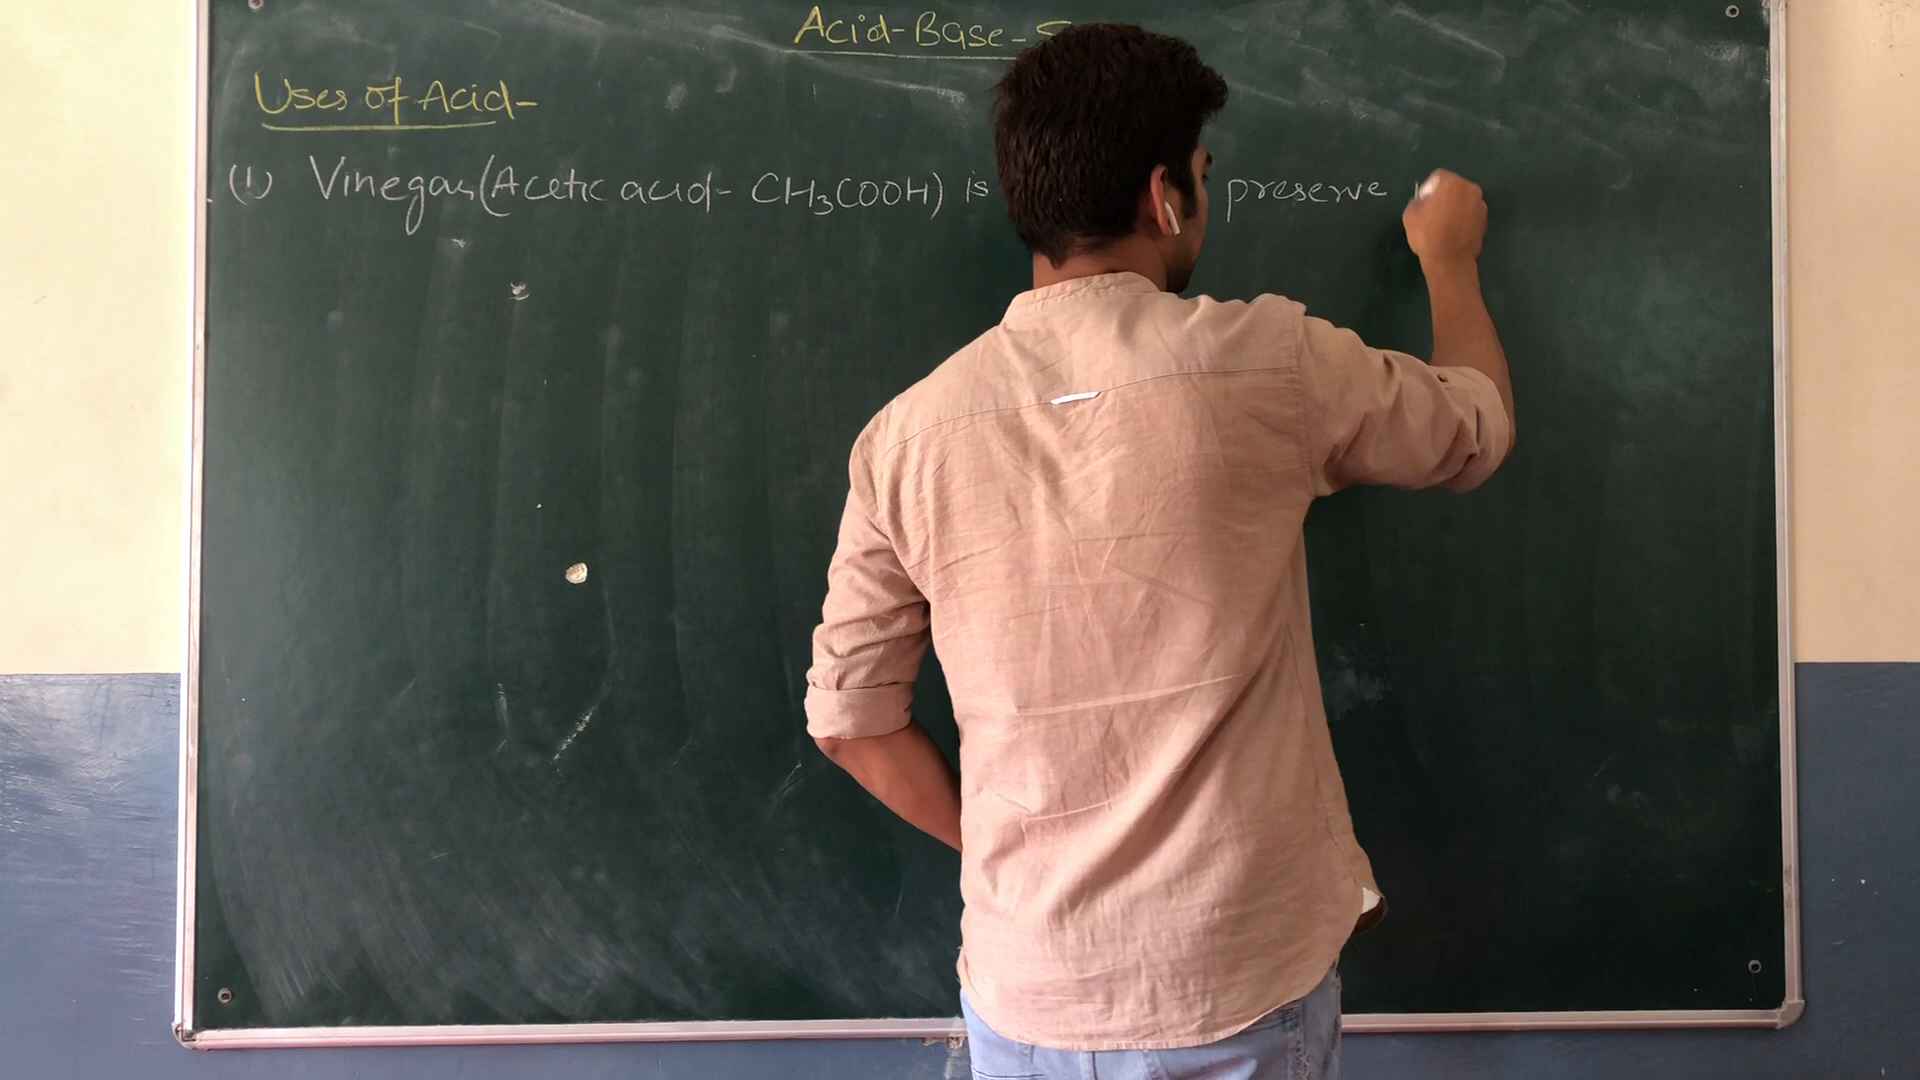 Acid-Base-S
Uses of Acid-
(1) Vinegar (Acetic acid- CH₃COOH) is preserve